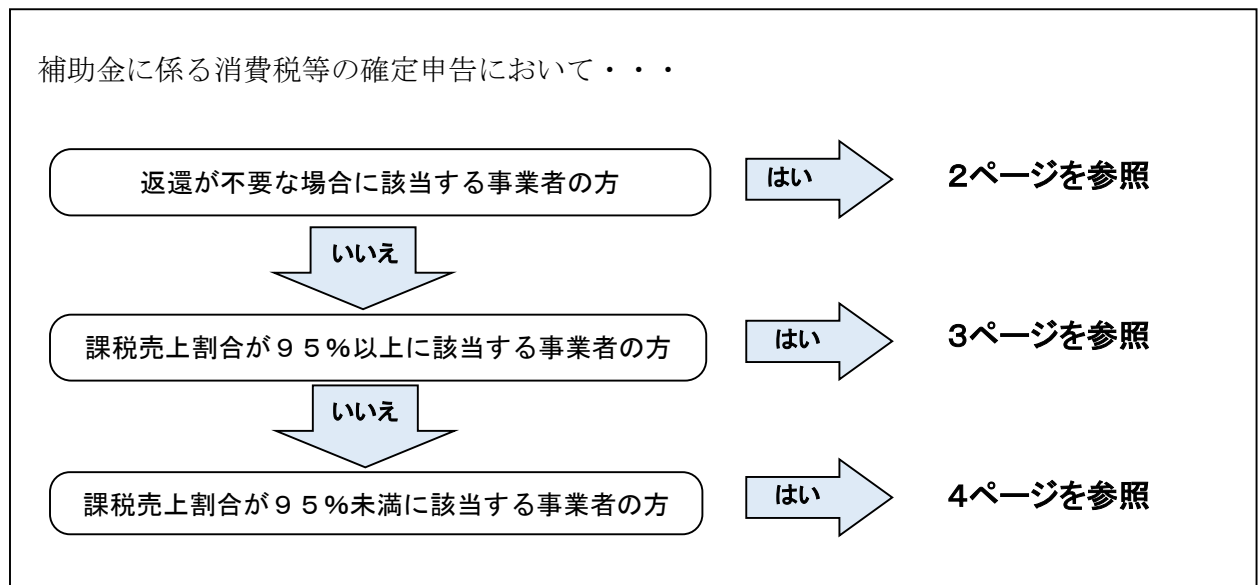 補助金に係る消費税等の確定申告において・・・
返還が不要な場合に該当する事業者の方
はい
2ページを参照
いいえ
課税売上割合が95%以上に該当する事業者の方
はい
3ページを参照
いいえ
課税売上割合が95%未満に該当する事業者の方
はい
4ページを参照